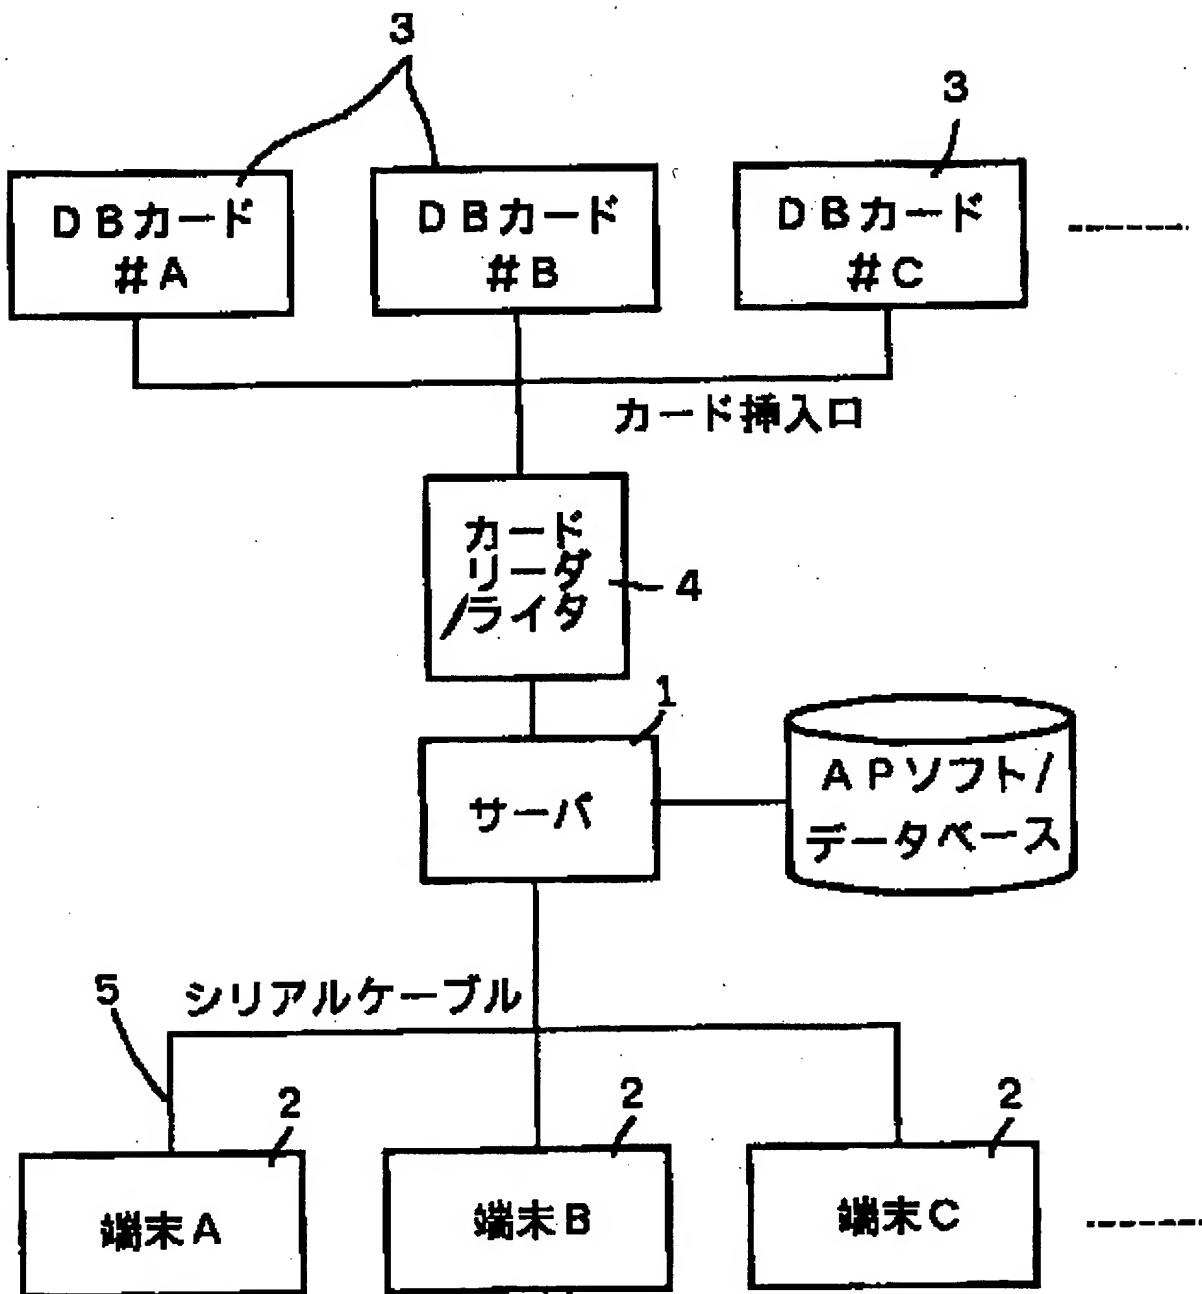 3
3
DBカード
#A
DBカード
#B
DBカード
#C
カード挿入口
カード
リーダ
/ライタ
4
1
サーバ
APソフト/
データベース
シリアルケーブル
5
2
2
2
端末A
端末B
端末C